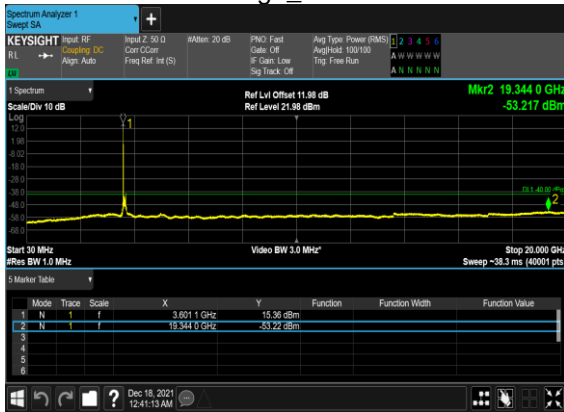 Spectrum Analyzer 1
Swept SA
KEYSIGHT
RL
Input: RF
Coupling: DC
Align: Auto
Input Z: 50 Ω
Corr CCorr
Freq Ref: Int (S)
#Atten: 20 dB
PNO: Fast
Gate: Off
IF Gain: Low
Sig Track: Off
Avg Type: Power (RMS)
Avg|Hold: 100/100
Trig: Free Run
1 2 3 4 5 6
A W W W W W
A N N N N N
1 Spectrum
Scale/Div 10 dB
Ref Lvl Offset 11.98 dB
Ref Level 21.98 dBm
Mkr2 19.344 0 GHz
-53.217 dBm
Log
12.0
1.98
-8.02
-18.0
-28.0
-38.0
-48.0
-58.0
-68.0
1
DL1 -40.00 dBm
2
Start 30 MHz
#Res BW 1.0 MHz
Video BW 3.0 MHz*
Stop 20.000 GHz
Sweep ~38.3 ms (40001 pts)
5 Marker Table
Mode Trace Scale X Y Function Function Width Function Value
1 N 1 f 3.601 1 GHz 15.36 dBm
2 N 1 f 19.344 0 GHz -53.22 dBm
3
4
5
6
?
Dec 18, 2021
12:41:13 AM